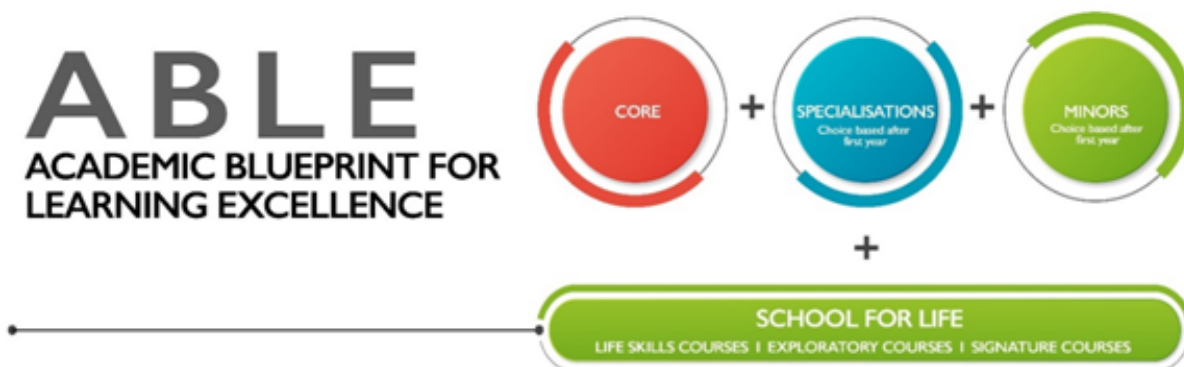 ABLE
ACADEMIC BLUEPRINT FOR
LEARNING EXCELLENCE
CORE
+
SPECIALISATIONS
Choice based after
first year
+
MINORS
Choice based after
first year
+
SCHOOL FOR LIFE
LIFE SKILLS COURSES I EXPLORATORY COURSES I SIGNATURE COURSES